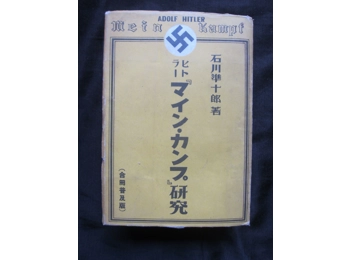 ADOLF HITLER
Mein Kampf
石川準十郎著
ヒトラー
『マイン・カンプ』研究
(合冊普及版)